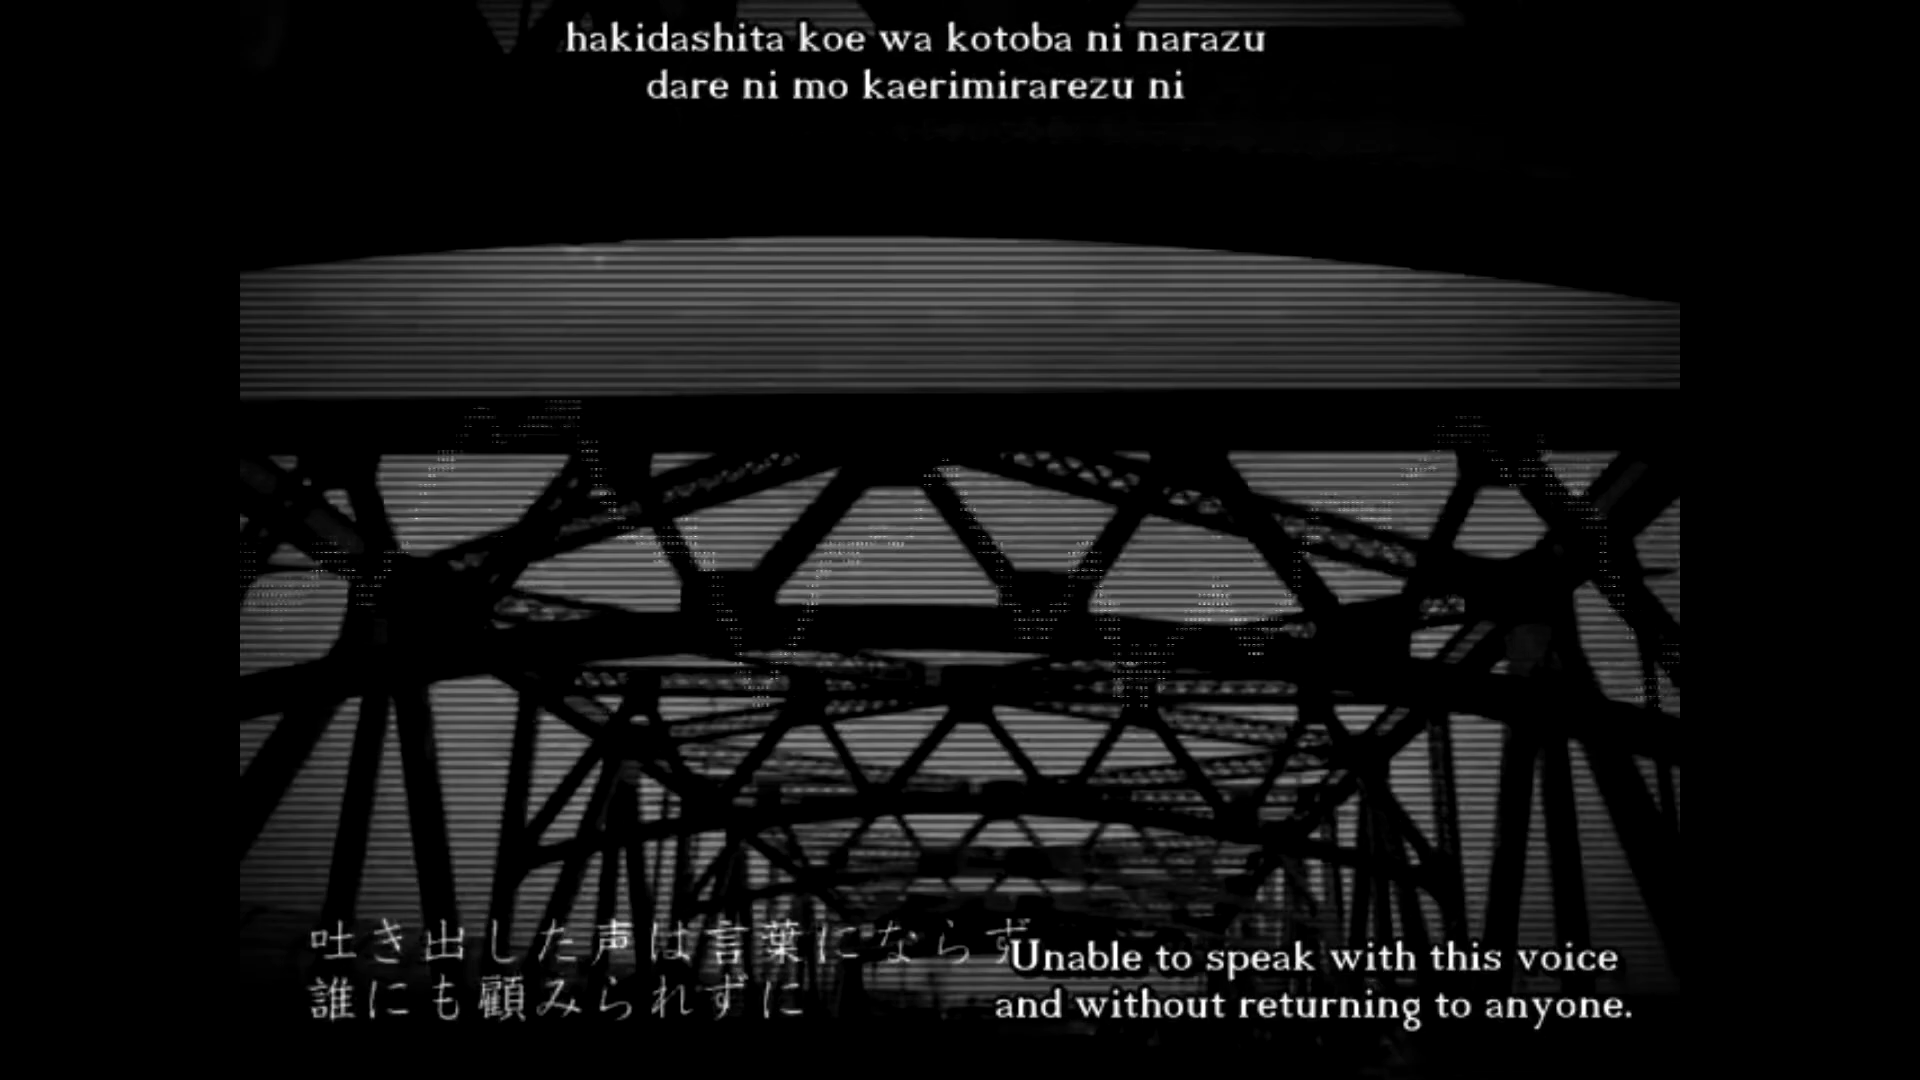 hakidashita koe wa kotoba ni narazu
dare ni mo kaerimirarezu ni
吐き出した声は言葉にならず
誰にも顧みられずに
Unable to speak with this voice
and without returning to anyone.